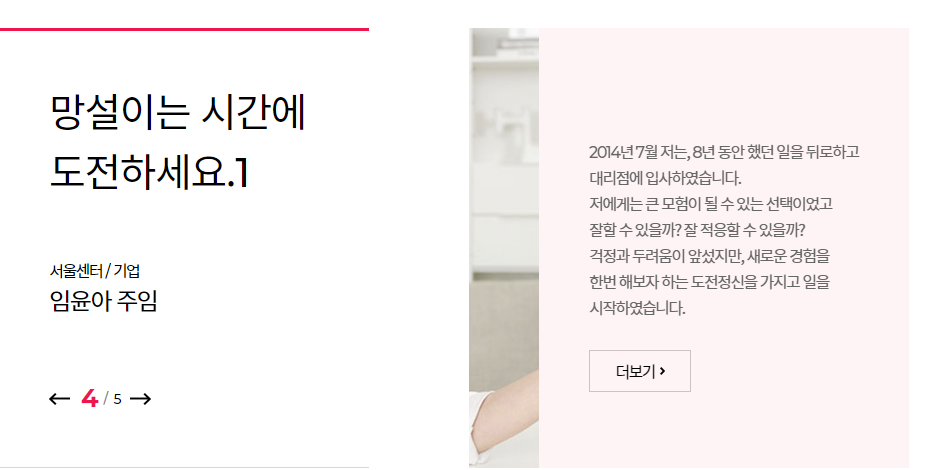 망설이는 시간에
도전하세요.1
서울센터 / 기업
임윤아 주임
4 / 5
2014년 7월 저는, 8년 동안 했던 일을 뒤로하고
대리점에 입사하였습니다.
저에게는 큰 모험이 될 수 있는 선택이었고
잘할 수 있을까? 잘 적응할 수 있을까?
걱정과 두려움이 앞섰지만, 새로운 경험을
한번 해보자 하는 도전정신을 가지고 일을
시작하였습니다.
더보기